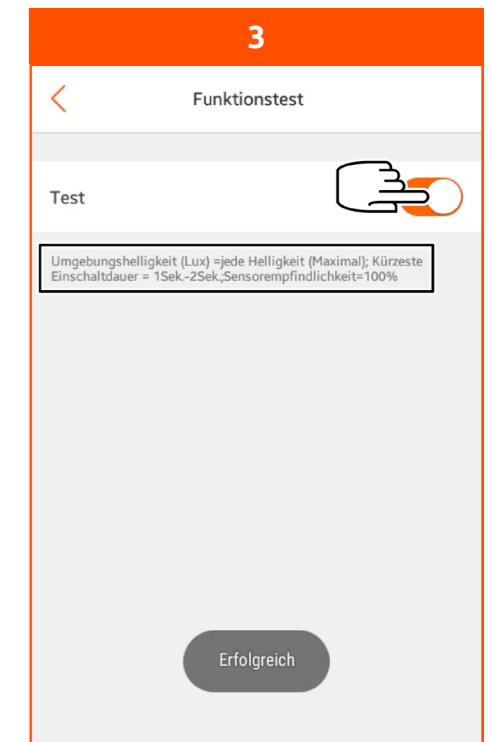 3
Funktionstest
Test
Umgebungshelligkeit (Lux) =jede Helligkeit (Maximal); Kürzeste
Einschaltdauer = 1Sek.-2Sek.;Sensorempfindlichkeit=100%
Erfolgreich